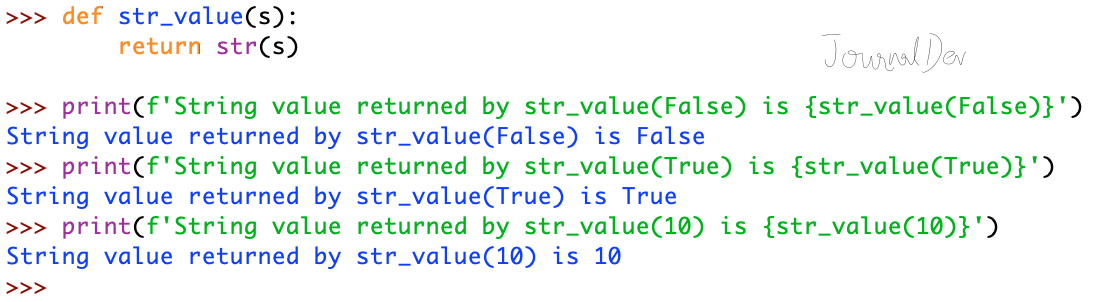 >>> def str_value(s):
        return str(s)
JournalDev
>>> print(f'String value returned by str_value(False) is {str_value(False)}')
String value returned by str_value(False) is False
>>> print(f'String value returned by str_value(True) is {str_value(True)}')
String value returned by str_value(True) is True
>>> print(f'String value returned by str_value(10) is {str_value(10)}')
String value returned by str_value(10) is 10
>>>